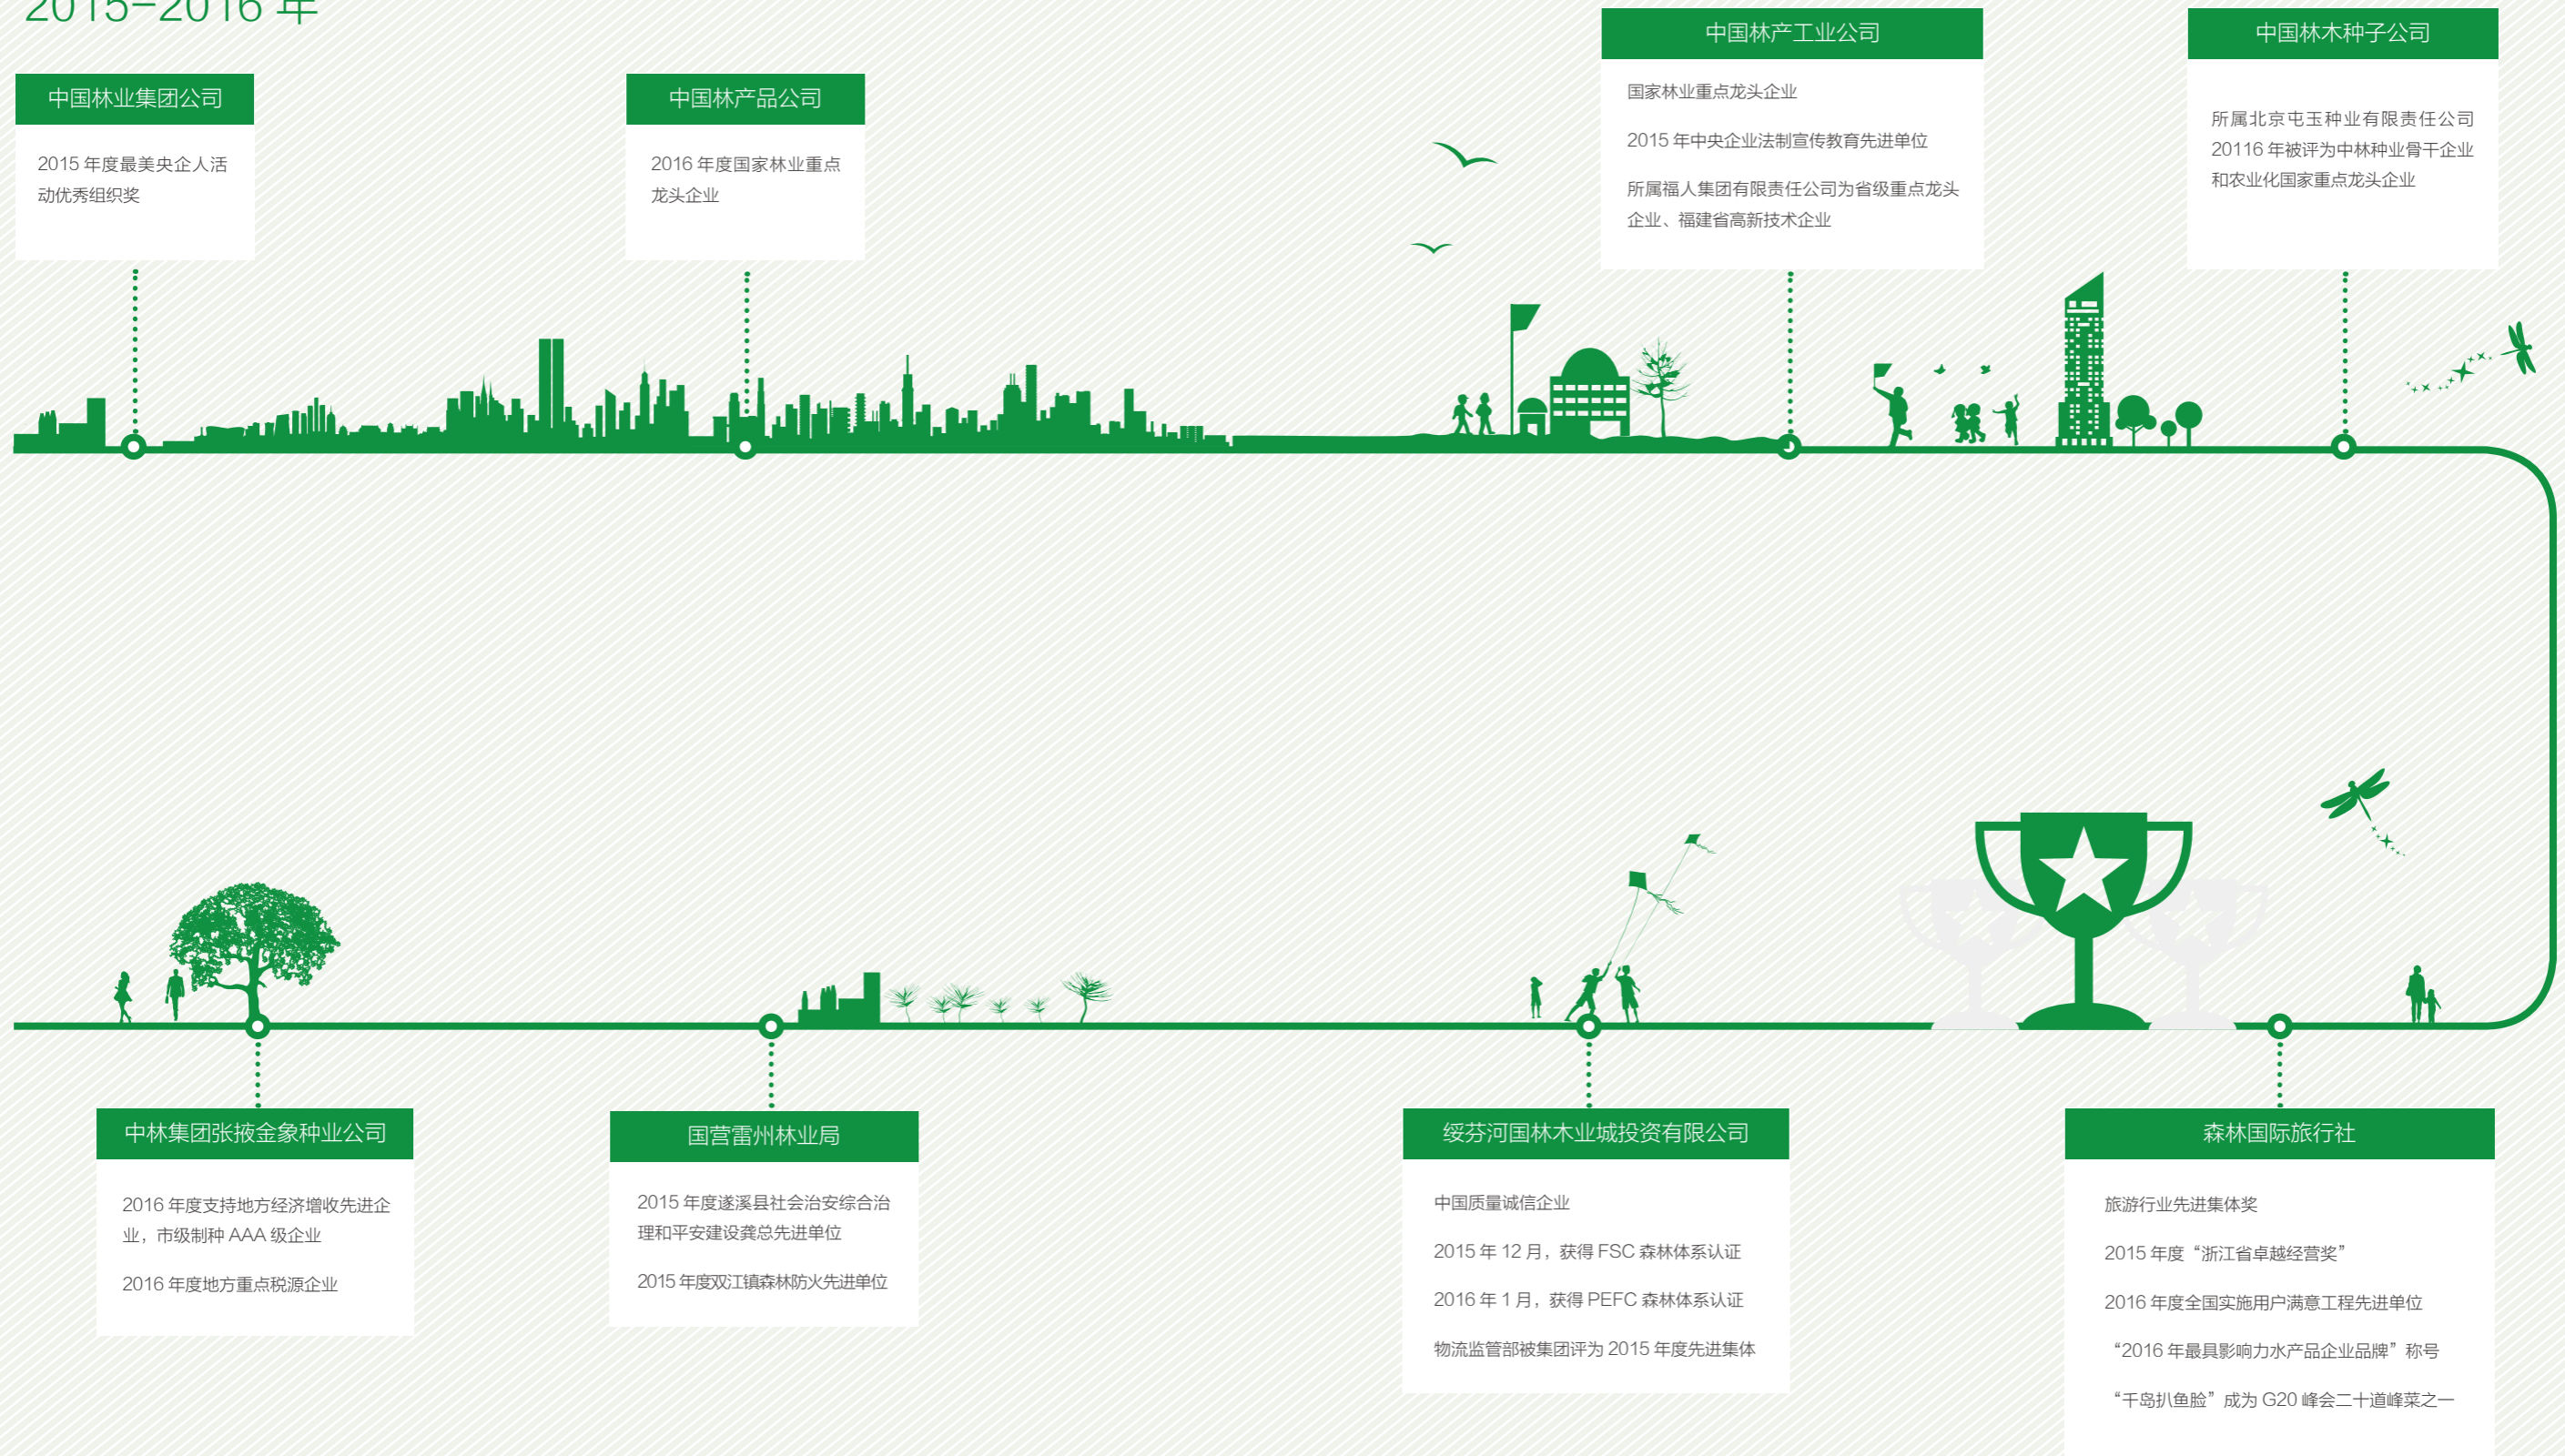 2015-2016 年
中国林业集团公司
2015 年度最美央企人活
动优秀组织奖
中国林产品公司
2016 年度国家林业重点
龙头企业
中国林产工业公司
国家林业重点龙头企业
2015 年中央企业法制宣传教育先进单位
所属福人集团有限责任公司为省级重点龙头
企业、福建省高新技术企业
中国林木种子公司
所属北京屯玉种业有限责任公司
20116 年被评为中林种业骨干企业
和农业化国家重点龙头企业
中林集团张掖金象种业公司
2016 年度支持地方经济增收先进企
业，市级制种 AAA 级企业
2016 年度地方重点税源企业
国营雷州林业局
2015 年度遂溪县社会治安综合治
理和平安建设龚总先进单位
2015 年度双江镇森林防火先进单位
绥芬河国林木业城投资有限公司
中国质量诚信企业
2015 年 12 月，获得 FSC 森林体系认证
2016 年 1 月，获得 PEFC 森林体系认证
物流监管部被集团评为 2015 年度先进集体
森林国际旅行社
旅游行业先进集体奖
2015 年度“浙江省卓越经营奖”
2016 年度全国实施用户满意工程先进单位
“2016 年最具影响力水产品企业品牌”称号
“千岛扒鱼脸”成为 G20 峰会二十道峰菜之一